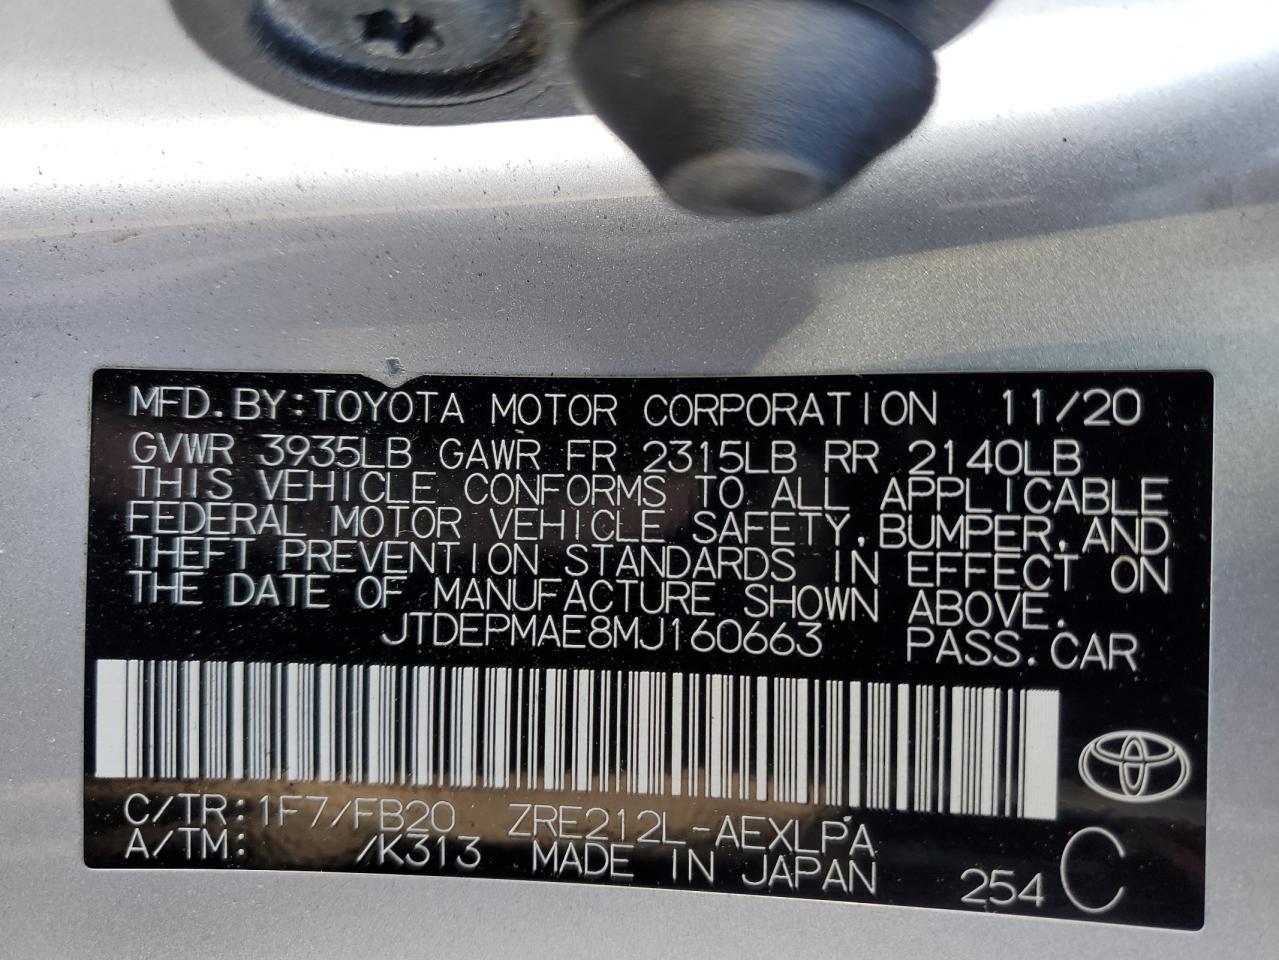 MFD.BY:TOYOTA MOTOR CORPORATION 11/20
GVWR 3935LB GAWR FR 2315LB RR 2140LB
THIS VEHICLE CONFORMS TO ALL APPLICABLE
FEDERAL MOTOR VEHICLE SAFETY,BUMPER,AND
THEFT PREVENTION STANDARDS IN EFFECT ON
THE DATE OF MANUFACTURE SHOWN ABOVE.
JTDEPMAE8MJ160663 PASS.CAR
C/TR:1F7/FB20 ZRE212L-AEXLPA
A/TM: /K313 MADE IN JAPAN 254 C